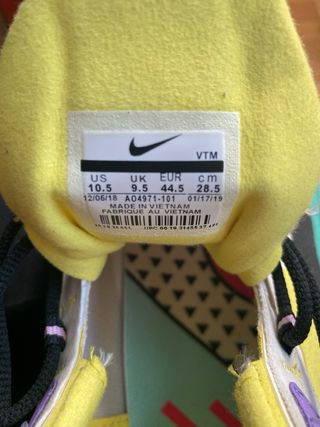 VTM
US UK EUR cm
10.5 9.5 44.5 28.5
12/06/18 AO4971-101 01/17/19
MADE IN VIETNAM
FABRIQUE AU VIETNAM